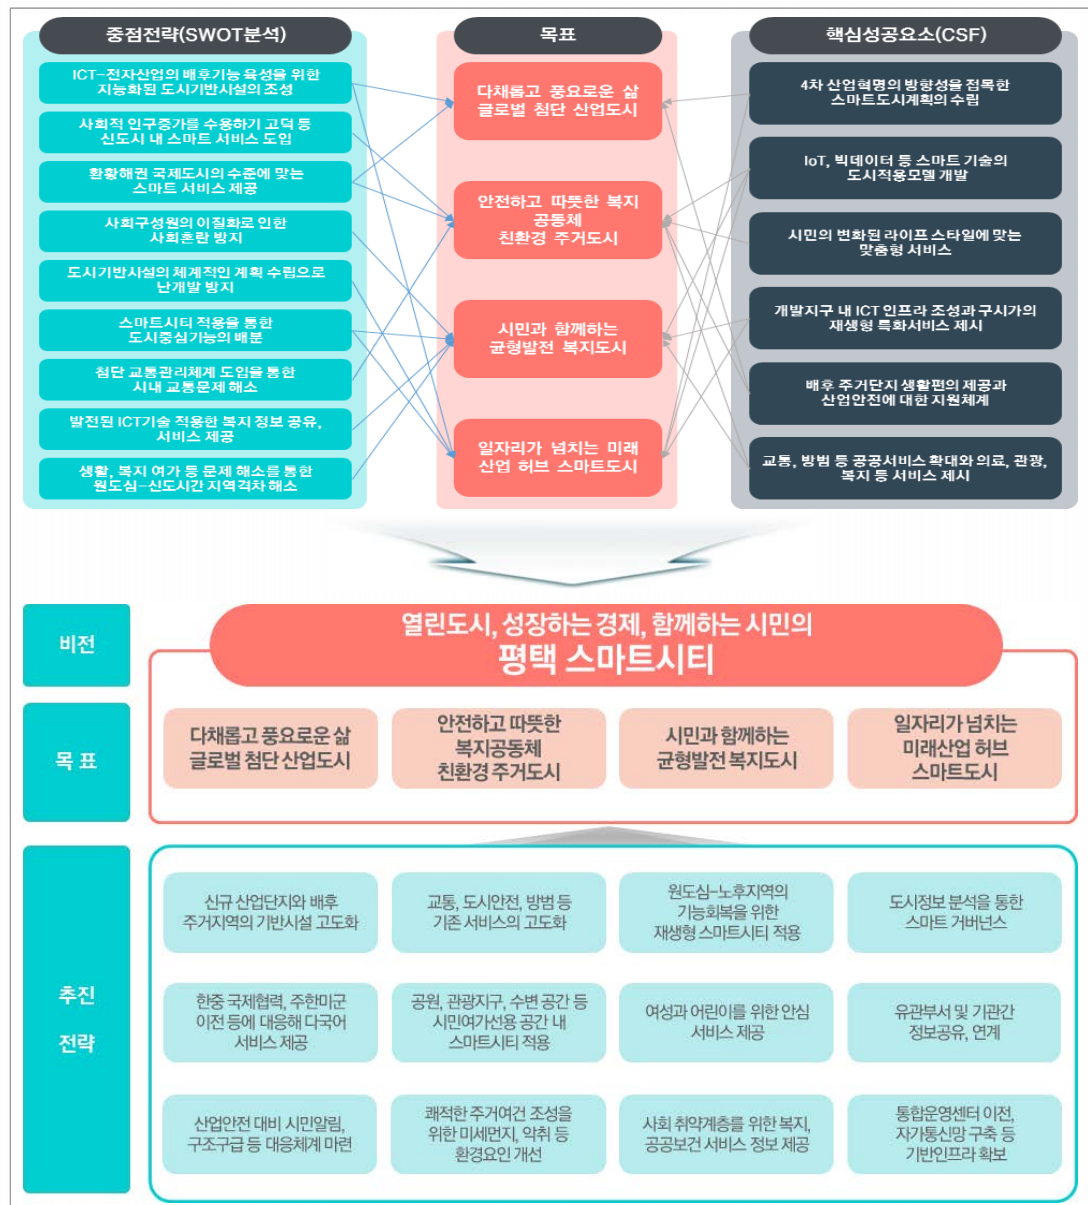 중점전략(SWOT분석)
ICT-전자산업의 배후기능 육성을 위한
지능화된 도시기반시설의 조성
사회적 인구증가를 수용하기 고덕 등
신도시 내 스마트 서비스 도입
환황해권 국제도시의 수준에 맞는
스마트 서비스 제공
사회구성원의 이질화로 인한
사회혼란 방지
도시기반시설의 체계적인 계획 수립으로
난개발 방지
스마트시티 적용을 통한
도시중심기능의 배분
첨단 교통관리체계 도입을 통한
시내 교통문제 해소
발전된 ICT기술 적용한 복지 정보 공유,
서비스 제공
생활, 복지 여가 등 문제 해소를 통한
원도심-신도시간 지역격차 해소
목표
다채롭고 풍요로운 삶
글로벌 첨단 산업도시
안전하고 따뜻한 복지
공동체
친환경 주거도시
시민과 함께하는
균형발전 복지도시
일자리가 넘치는 미래
산업 허브 스마트도시
핵심성공요소(CSF)
4차 산업혁명의 방향성을 접목한
스마트도시계획의 수립
IoT, 빅데이터 등 스마트 기술의
도시적용모델 개발
시민의 변화된 라이프 스타일에 맞는
맞춤형 서비스
개발지구 내 ICT 인프라 조성과 구시가의
재생형 특화서비스 제시
배후 주거단지 생활편의 제공과
산업안전에 대한 지원체계
교통, 방범 등 공공서비스 확대와 의료, 관광,
복지 등 서비스 제시
비전
열린도시, 성장하는 경제, 함께하는 시민의
평택 스마트시티
목 표
다채롭고 풍요로운 삶
글로벌 첨단 산업도시
안전하고 따뜻한
복지공동체
친환경 주거도시
시민과 함께하는
균형발전 복지도시
일자리가 넘치는
미래산업 허브
스마트도시
추진
전략
신규 산업단지와 배후
주거지역의 기반시설 고도화
교통, 도시안전, 방범 등
기존 서비스의 고도화
원도심-노후지역의
기능회복을 위한
재생형 스마트시티 적용
도시정보 분석을 통한
스마트 거버넌스
한중 국제협력, 주한미군
이전 등에 대응해 다국어
서비스 제공
공원, 관광지구, 수변 공간 등
시민여가선용 공간 내
스마트시티 적용
여성과 어린이를 위한 안심
서비스 제공
유관부서 및 기관간
정보공유, 연계
산업안전 대비 시민알림,
구조구급 등 대응체계 마련
쾌적한 주거여건 조성을
위한 미세먼지, 악취 등
환경요인 개선
사회 취약계층를 위한 복지,
공공보건 서비스 정보 제공
통합운영센터 이전,
자가통신망 구축 등
기반인프라 확보